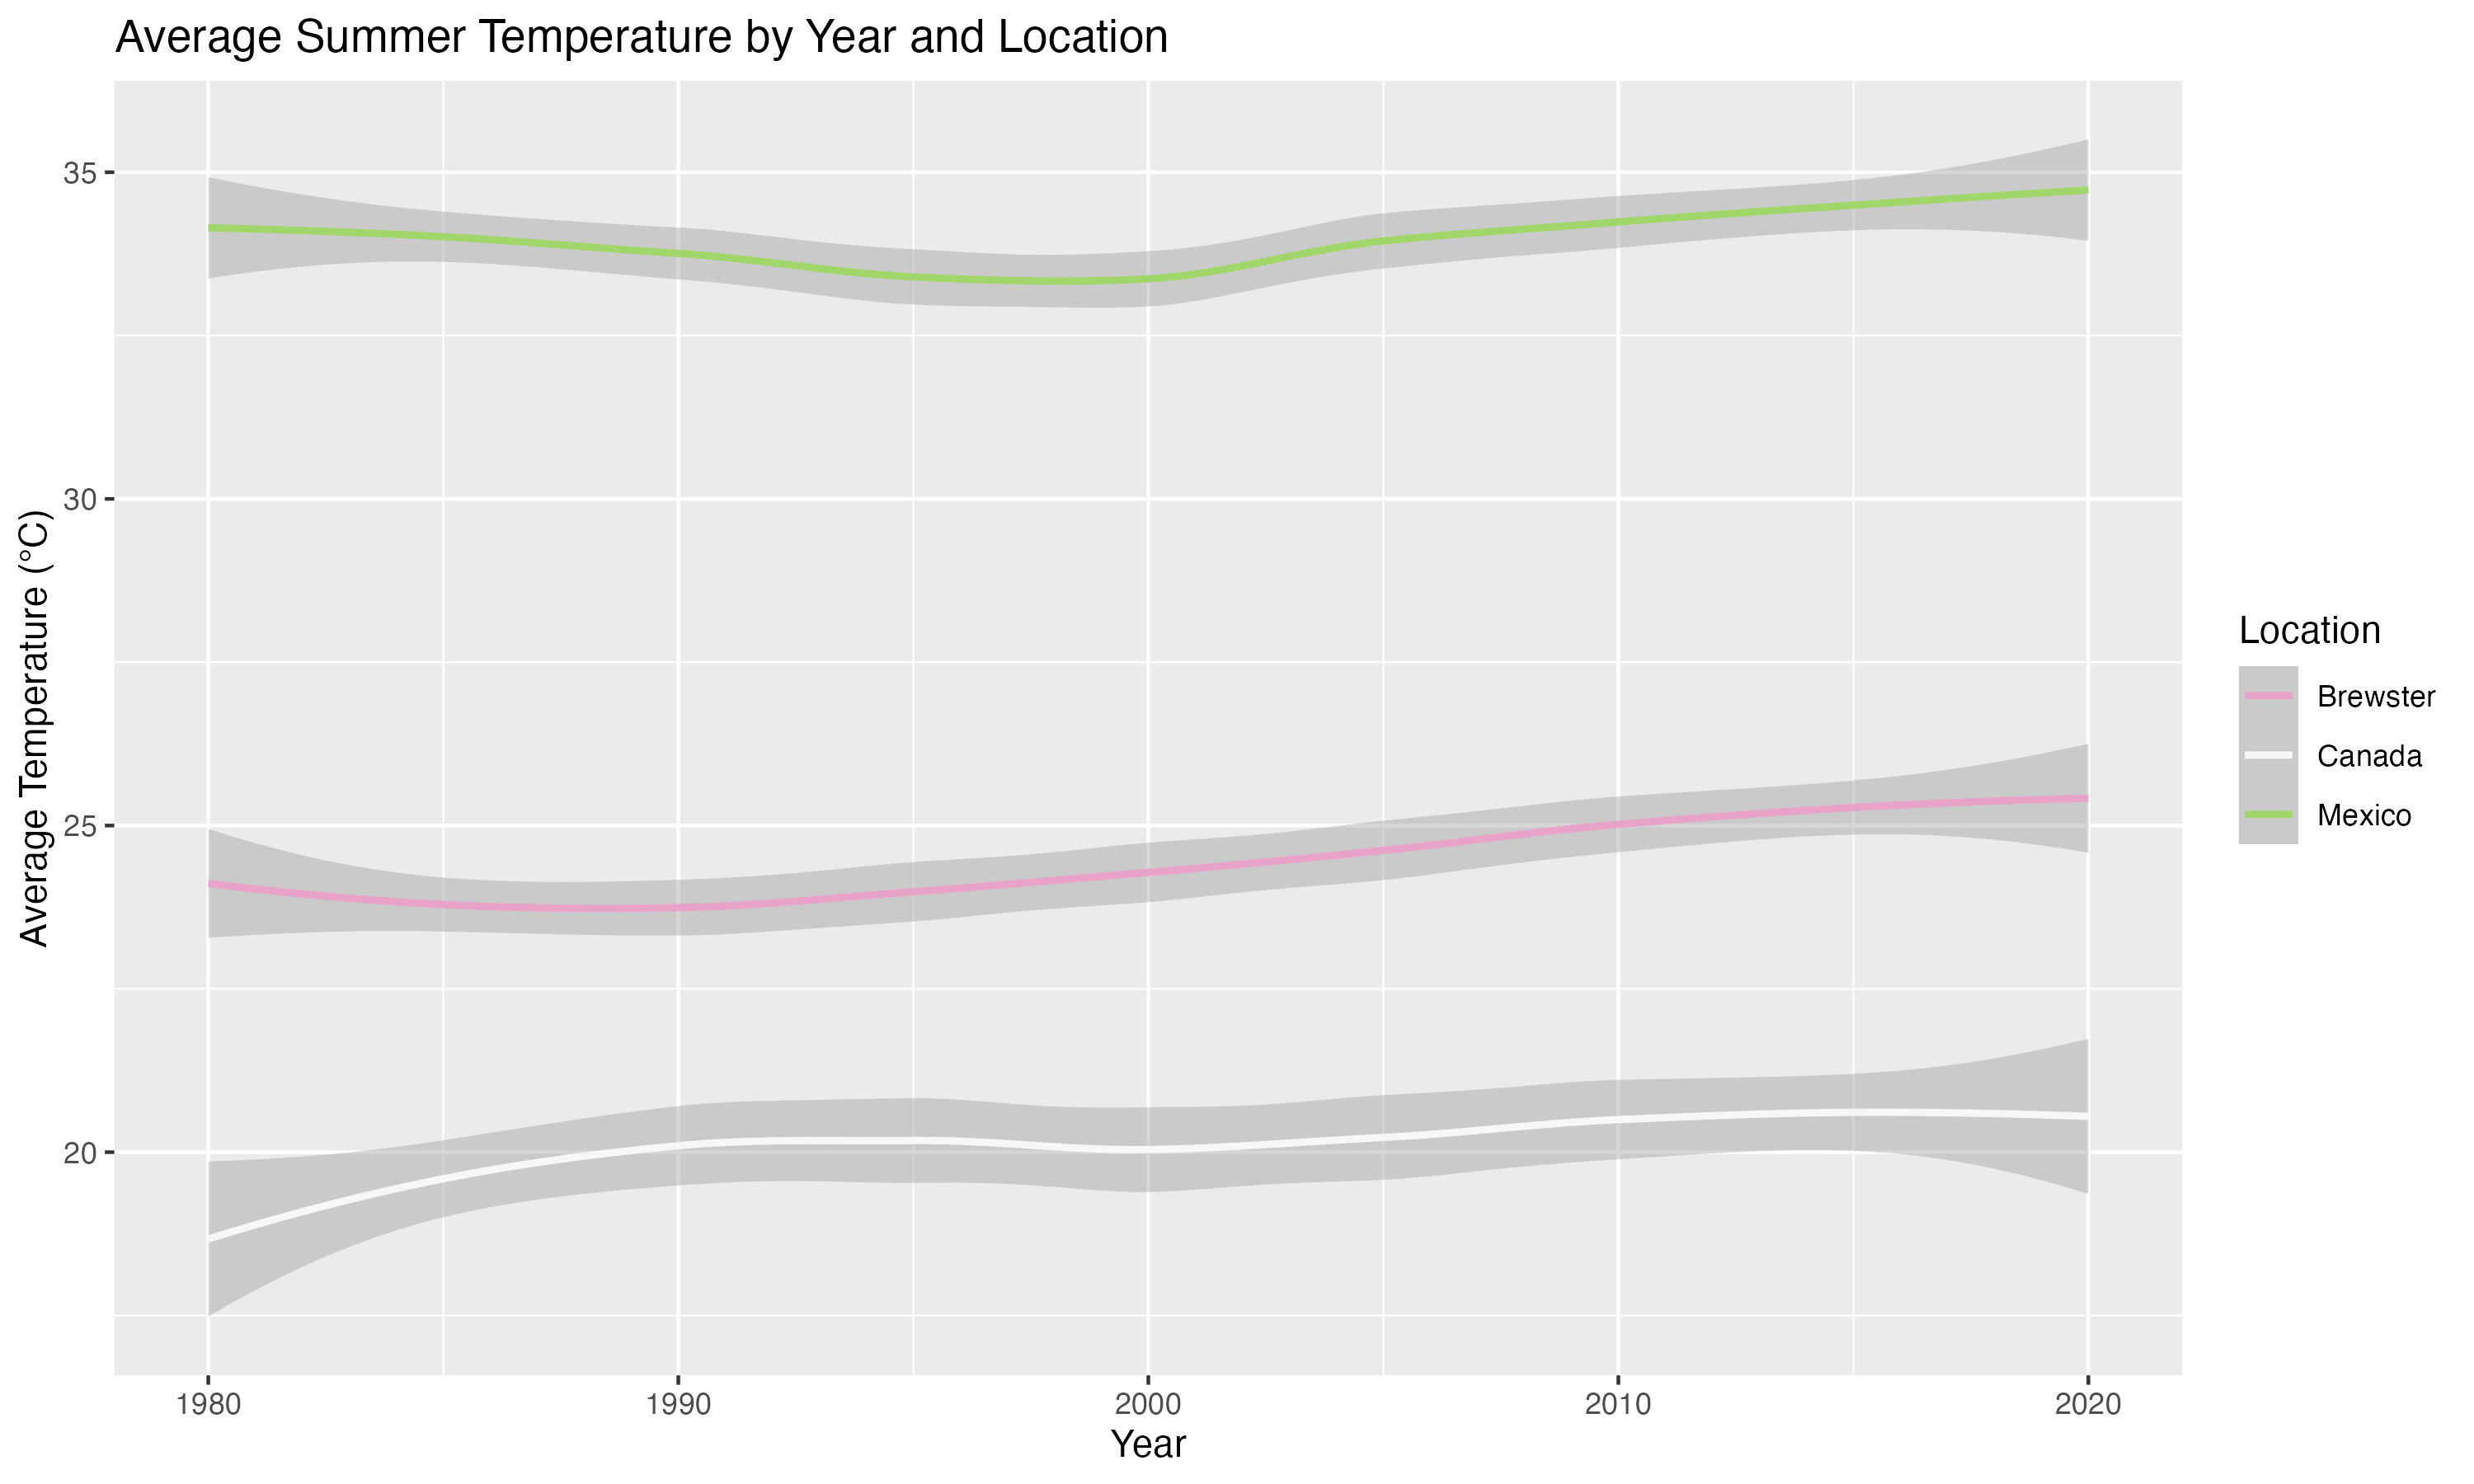 Average Summer Temperature by Year and Location
Average Temperature (°C)
35
30
25
20
1980
1990
2000
2010
2020
Year
Location
Brewster
Canada
Mexico